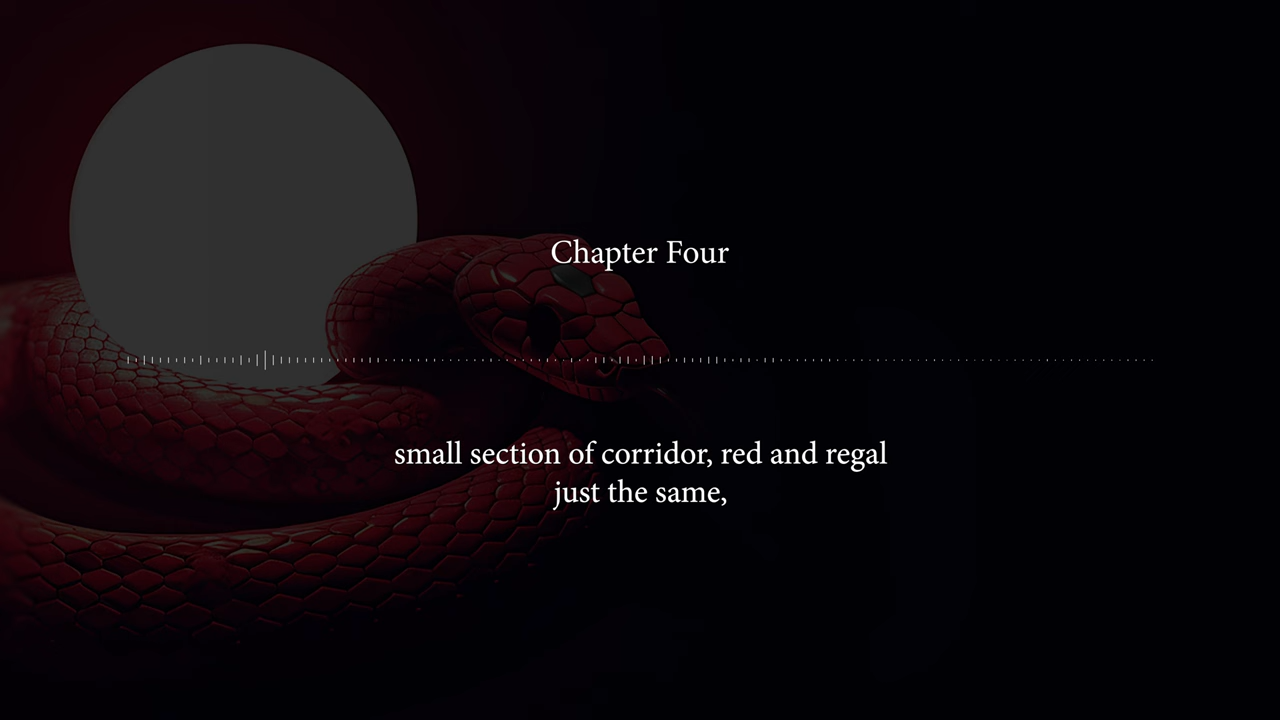 Chapter Four
small section of corridor, red and regal
just the same,